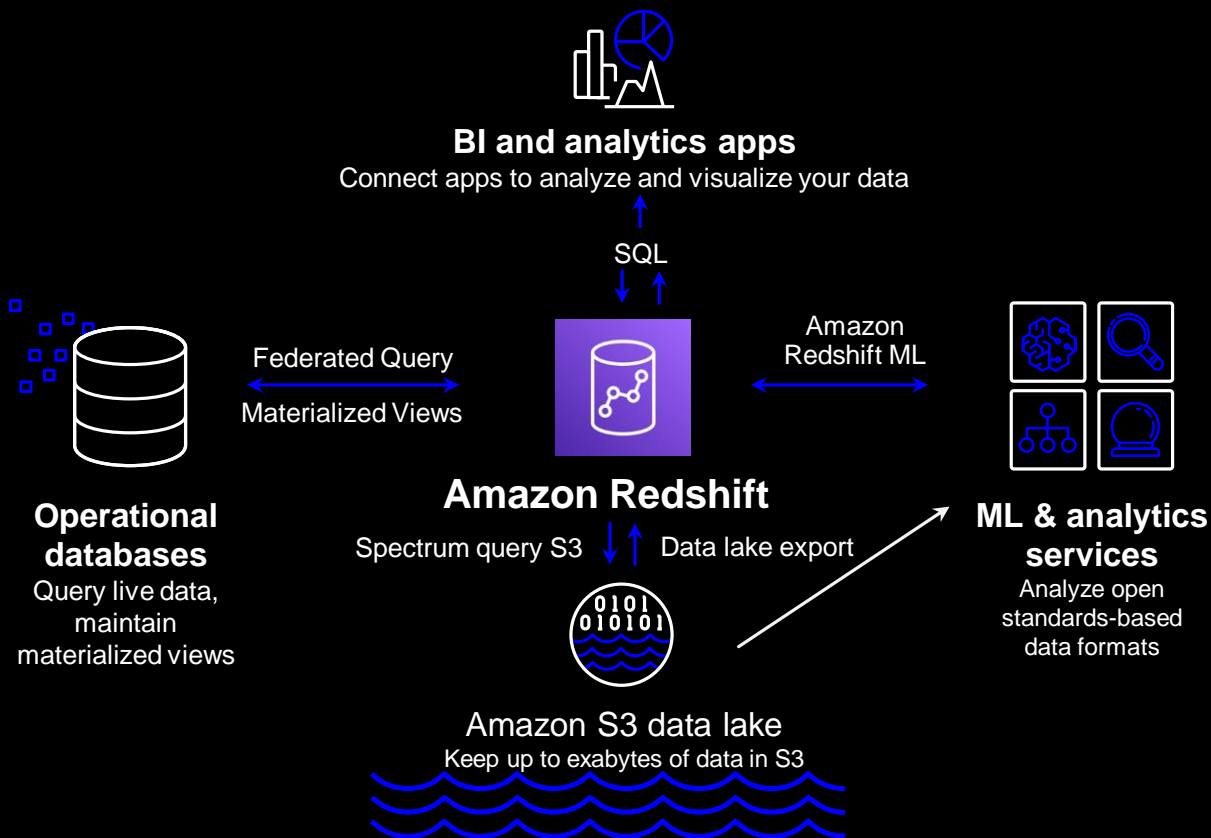 BI and analytics apps
Connect apps to analyze and visualize your data
SQL
Federated Query
Materialized Views
Amazon
Redshift ML
Operational
databases
Query live data,
maintain
materialized views
Amazon Redshift
Spectrum query S3
Data lake export
ML & analytics
services
Analyze open
standards-based
data formats
0101
010101
Amazon S3 data lake
Keep up to exabytes of data in S3